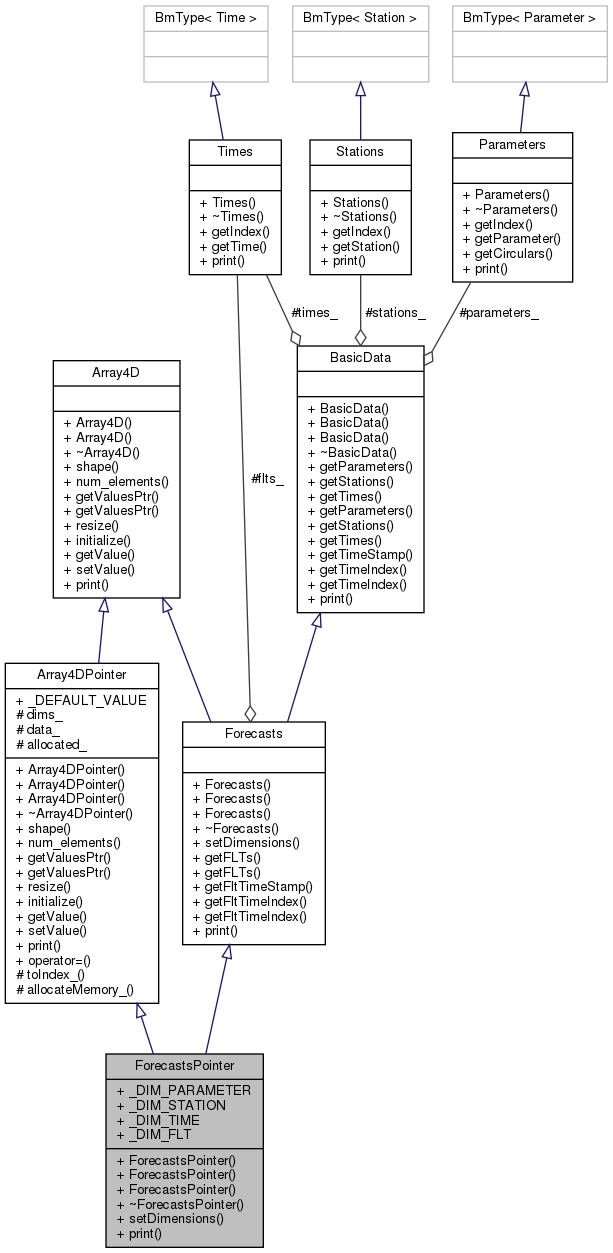 BmType< Time >
BmType< Station >
BmType< Parameter >
Times
+ Times()
+ ~Times()
+ getIndex()
+ getTime()
+ print()
Stations
+ Stations()
+ ~Stations()
+ getIndex()
+ getStation()
+ print()
Parameters
+ Parameters()
+ ~Parameters()
+ getIndex()
+ getParameter()
+ getCirculars()
+ print()
#times_
#stations_
#parameters_
BasicData
+ BasicData()
+ BasicData()
+ BasicData()
+ ~BasicData()
+ getParameters()
+ getStations()
+ getTimes()
+ getParameters()
+ getStations()
+ getTimes()
+ getTimeStamp()
+ getTimeIndex()
+ getTimeIndex()
+ print()
Array4D
+ Array4D()
+ Array4D()
+ ~Array4D()
+ shape()
+ num_elements()
+ getValuesPtr()
+ getValuesPtr()
+ resize()
+ initialize()
+ getValue()
+ setValue()
+ print()
#flts_
Array4DPointer
+ _DEFAULT_VALUE
# dims_
# data_
# allocated_
+ Array4DPointer()
+ Array4DPointer()
+ Array4DPointer()
+ ~Array4DPointer()
+ shape()
+ num_elements()
+ getValuesPtr()
+ getValuesPtr()
+ resize()
+ initialize()
+ getValue()
+ setValue()
+ print()
+ operator=()
# toIndex_()
# allocateMemory_()
Forecasts
+ Forecasts()
+ Forecasts()
+ Forecasts()
+ ~Forecasts()
+ setDimensions()
+ getFLTs()
+ getFLTs()
+ getFltTimeStamp()
+ getFltTimeIndex()
+ getFltTimeIndex()
+ print()
ForecastsPointer
+ _DIM_PARAMETER
+ _DIM_STATION
+ _DIM_TIME
+ _DIM_FLT
+ ForecastsPointer()
+ ForecastsPointer()
+ ForecastsPointer()
+ ~ForecastsPointer()
+ setDimensions()
+ print()